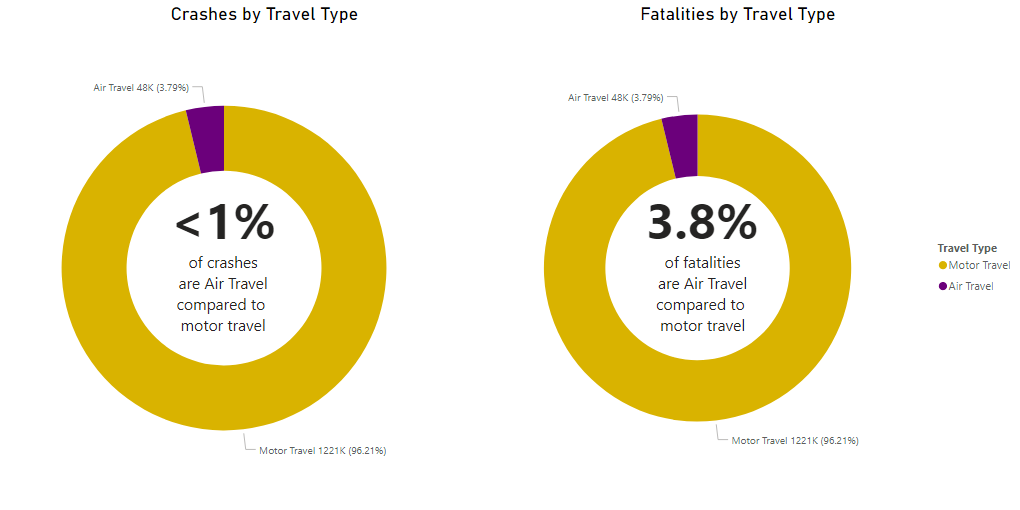 Crashes by Travel Type
Air Travel 48K (3.79%)
<1%
of crashes
are Air Travel
compared to
motor travel
Motor Travel 1221K (96.21%)
Fatalities by Travel Type
Air Travel 48K (3.79%)
3.8%
of fatalities
are Air Travel
compared to
motor travel
Motor Travel 1221K (96.21%)
Travel Type
Motor Travel
Air Travel